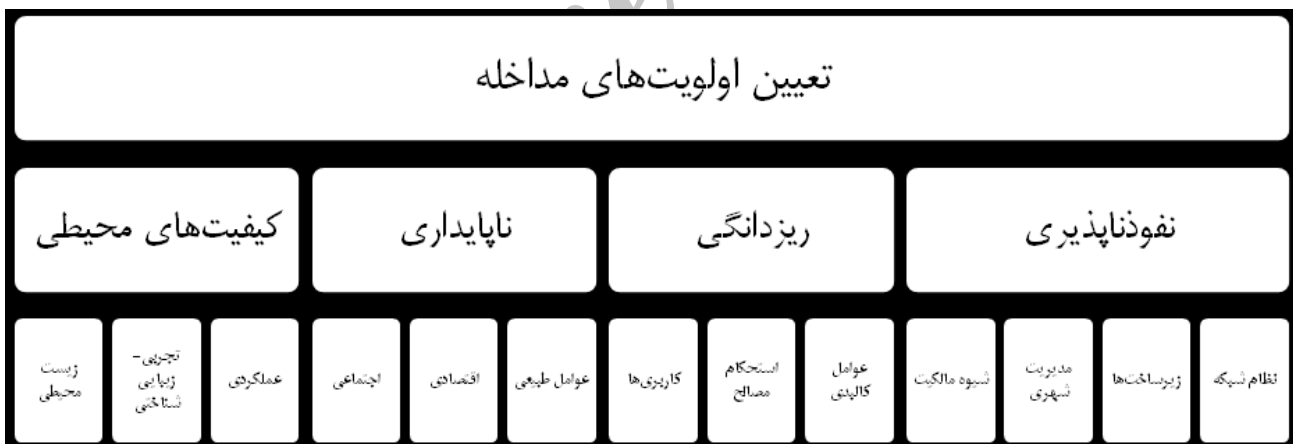 تعیین اولویت‌های مداخله
نفوذناپذیری
ریزدانگی
ناپایداری
کیفیت‌های محیطی
نظام شبکه
زیرساخت‌ها
مدیریت
شهری
شیوه مالکیت
عوامل
کالبدی
استحکام
مصالح
کاربری‌ها
عوامل طبیعی
اقتصادی
اجتماعی
عملکردی
تجربی-
زیبایی
شناختی
زیست
محیطی